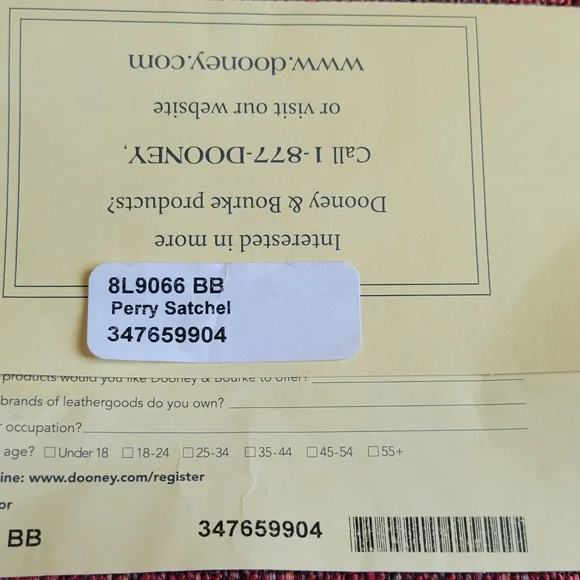 Interested in more
Dooney & Bourke products?
Call 1-877-DOONEY,
or visit our website
www.dooney.com
8L9066 BB
Perry Satchel
347659904
products would you like Dooney & Bourke to offer?
brands of leathergoods do you own?
occupation?
age? Under 18 18-24 25-34 35-44 45-54 55+
ine: www.dooney.com/register
or
BB 347659904